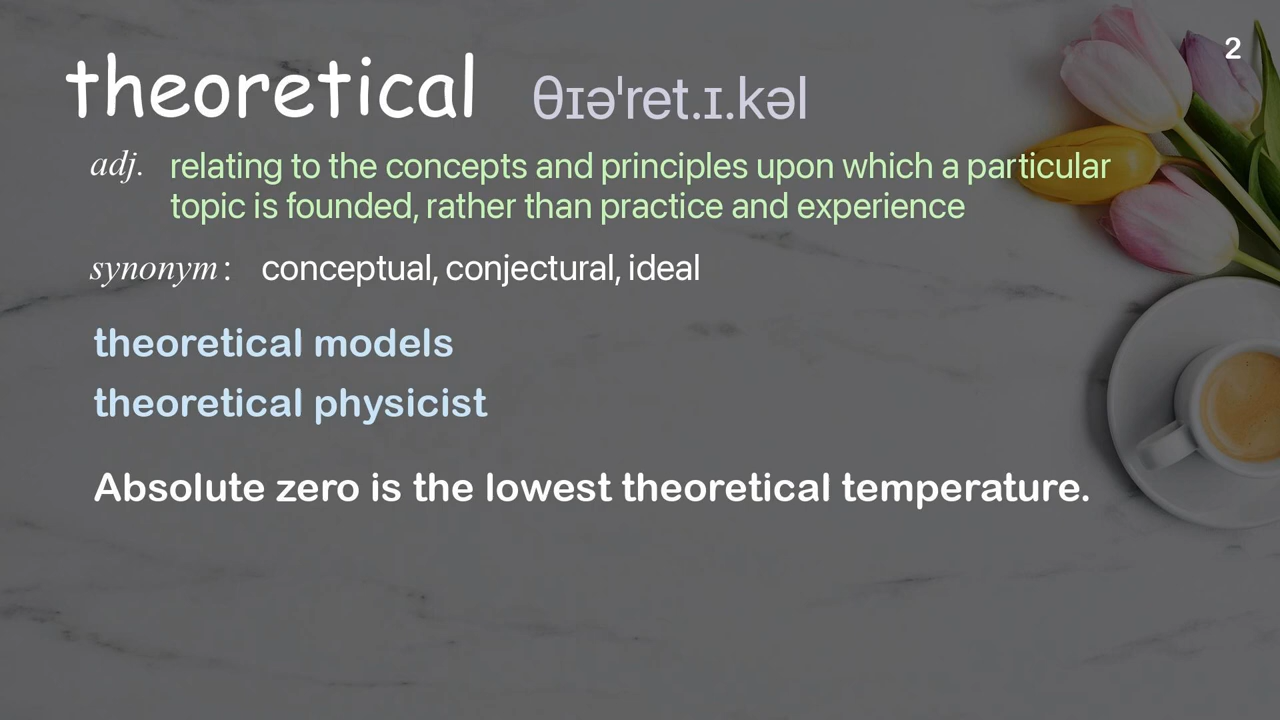 2
theoretical θɪəˈret.ɪ.kəl
adj. relating to the concepts and principles upon which a particular
topic is founded, rather than practice and experience
synonym : conceptual, conjectural, ideal
theoretical models
theoretical physicist
Absolute zero is the lowest theoretical temperature.